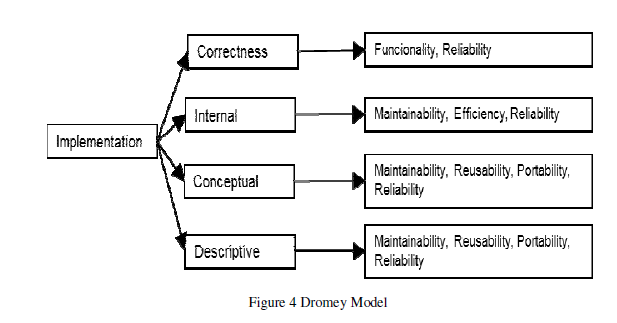 Correctness
Funcionality, Reliability
Internal
Maintainability, Efficiency, Reliability
Implementation
Conceptual
Maintainability, Reusability, Portability,
Reliability
Descriptive
Maintainability, Reusability, Portability,
Reliability
Figure 4 Dromey Model